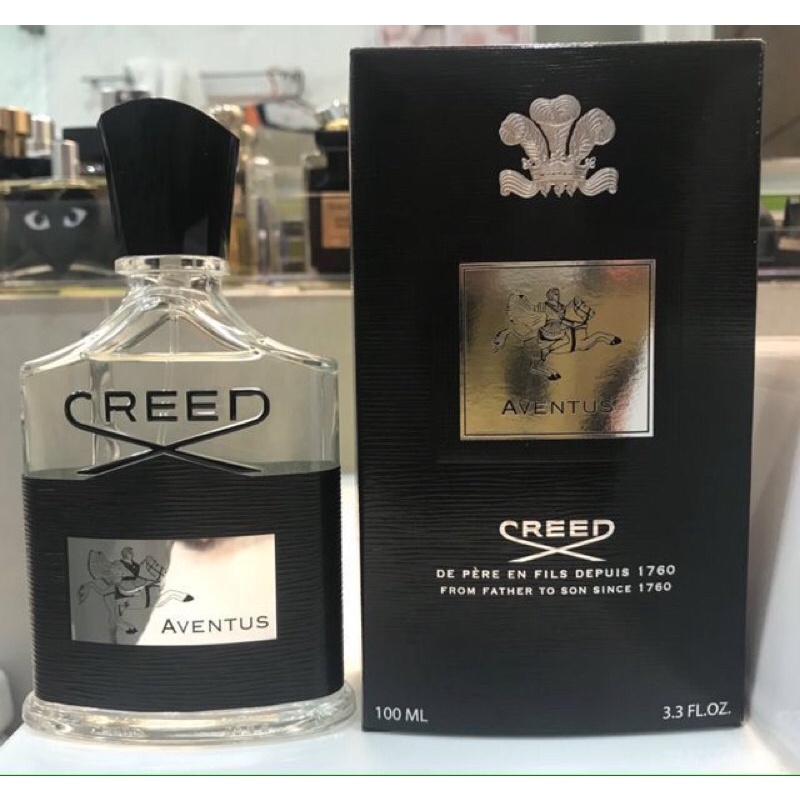 CREED
AVENTUS
AVENTUS
CREED
DE PÈRE EN FILS DEPUIS 1760
FROM FATHER TO SON SINCE 1760
100 ML
3.3 FL.OZ.